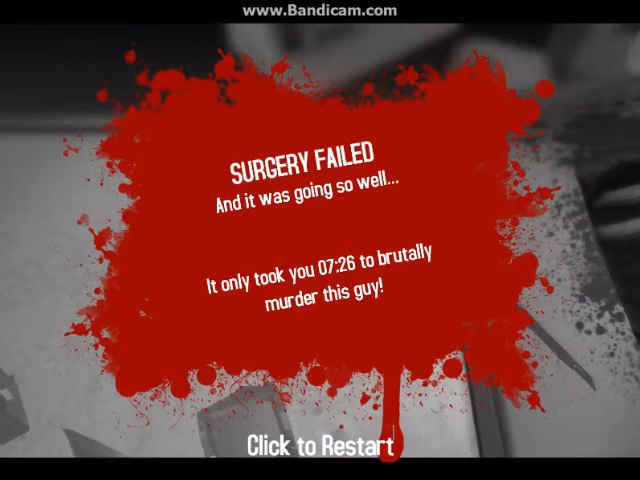 www.Bandicam.com
SURGERY FAILED
And it was going so well...
It only took you 07:26 to brutally
murder this guy!
Click to Restart